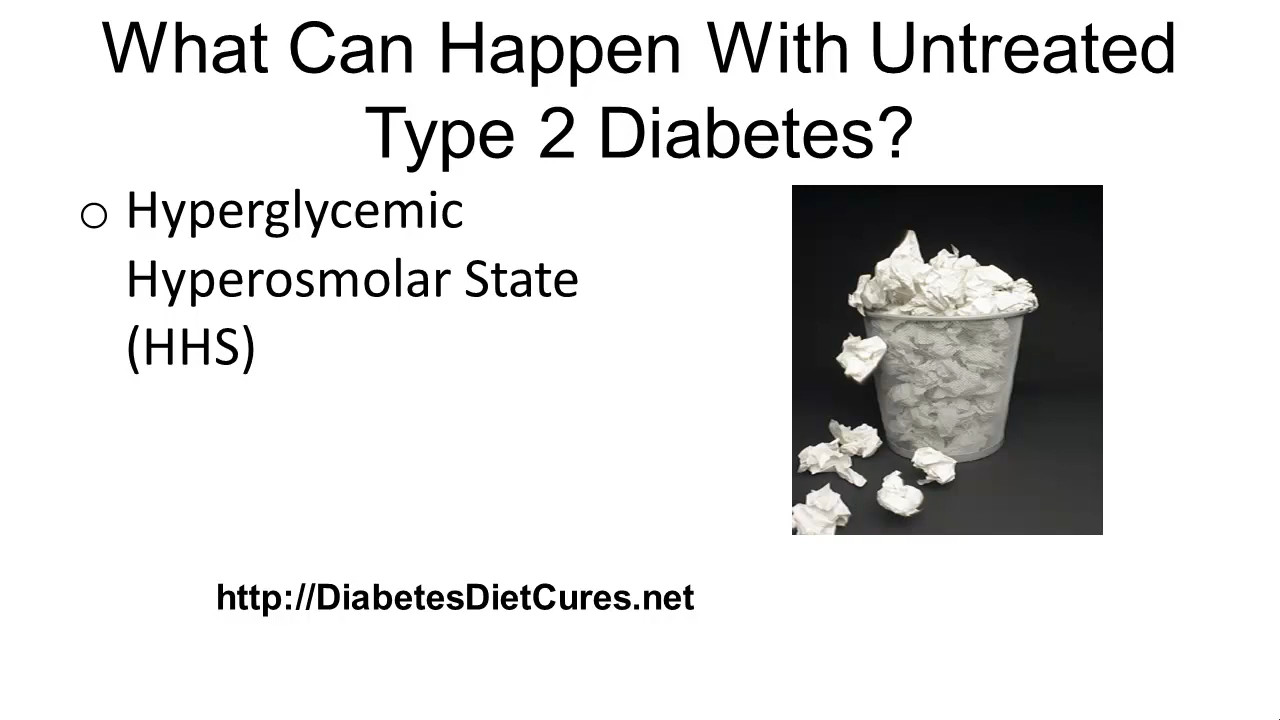 What Can Happen With Untreated
Type 2 Diabetes?
o Hyperglycemic
Hyperosmolar State
(HHS)
http://DiabetesDietCures.net